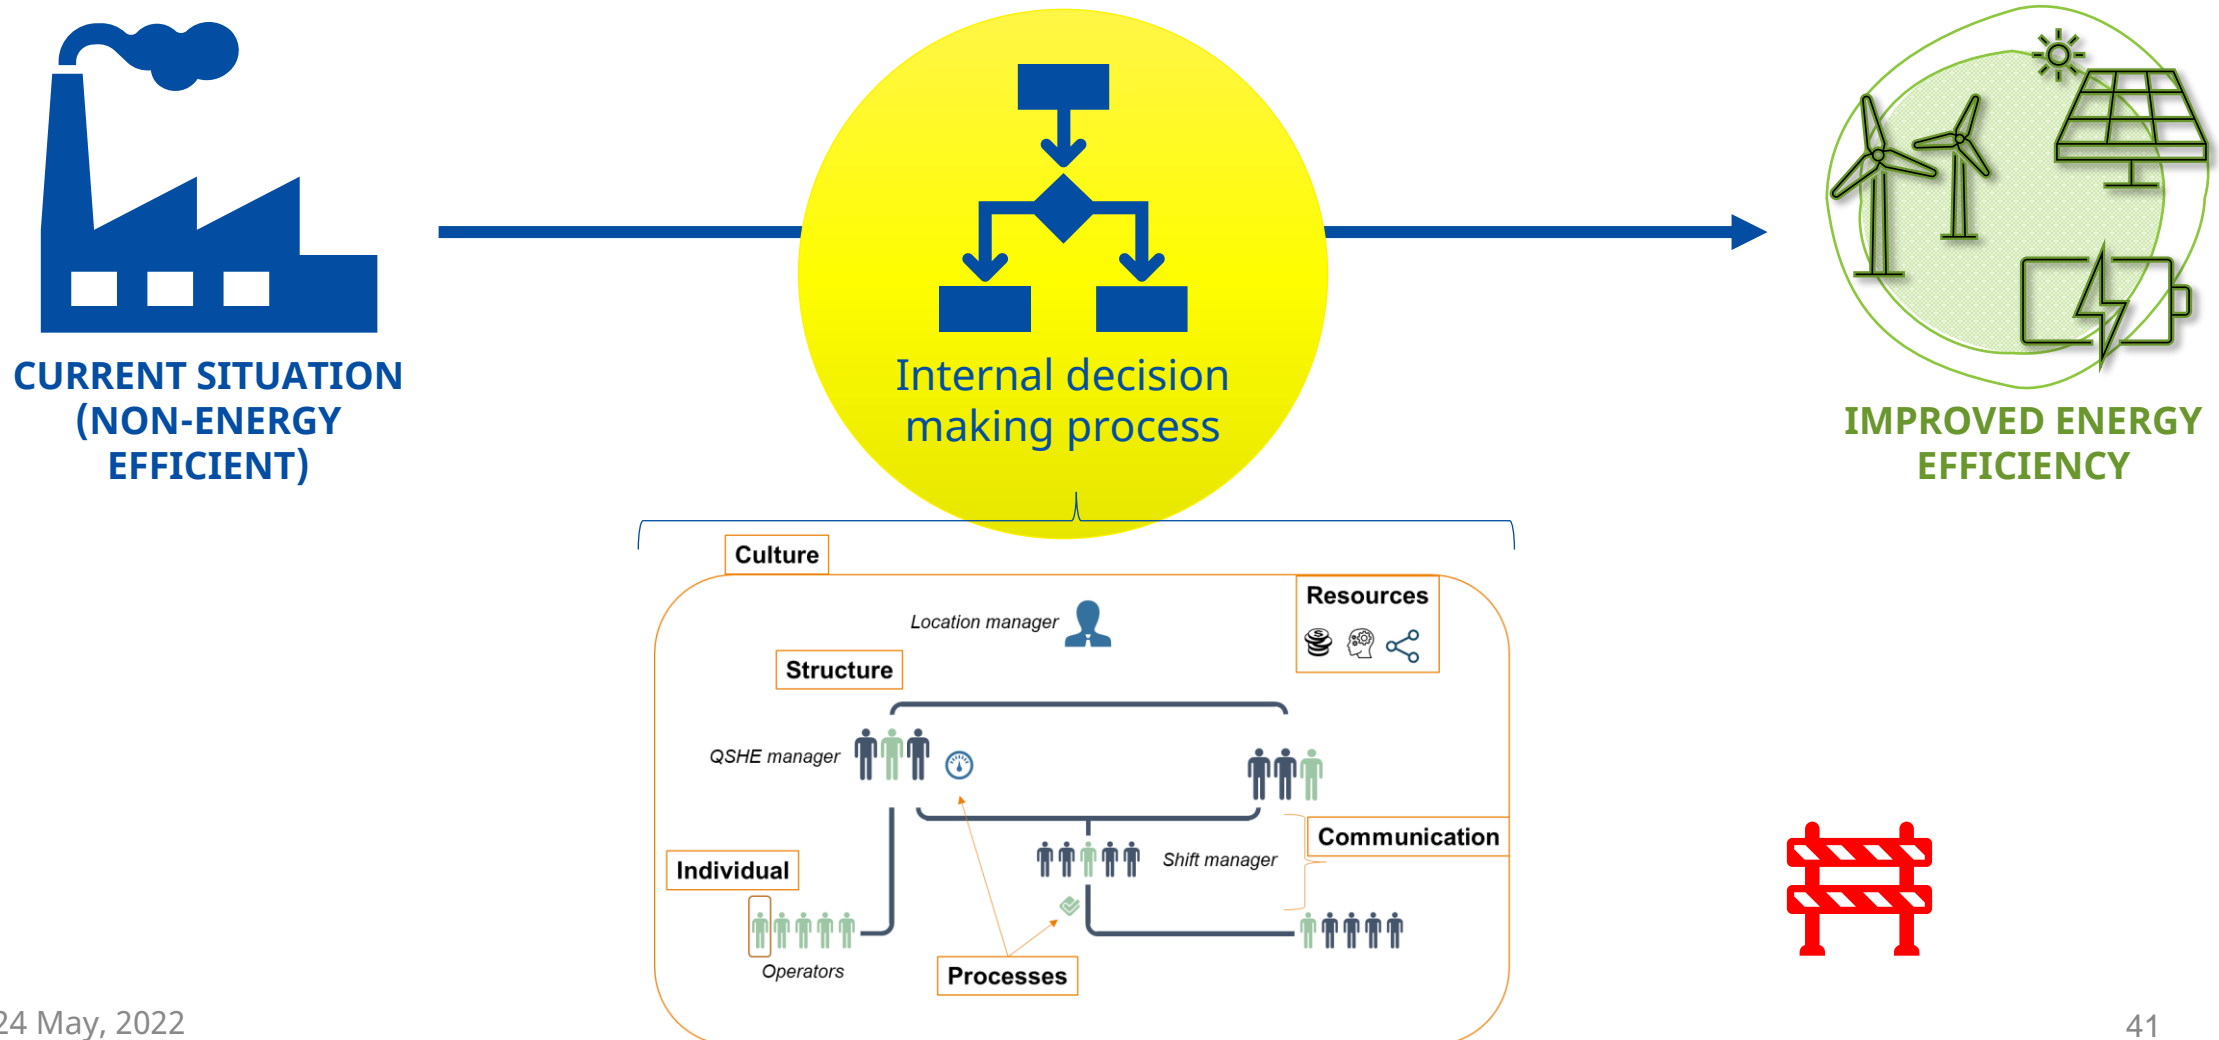 CURRENT SITUATION
(NON-ENERGY
EFFICIENT)
Internal decision
making process
IMPROVED ENERGY
EFFICIENCY
Culture
Resources
Location manager
Structure
QSHE manager
Communication
Shift manager
Individual
Operators
Processes
24 May, 2022
41